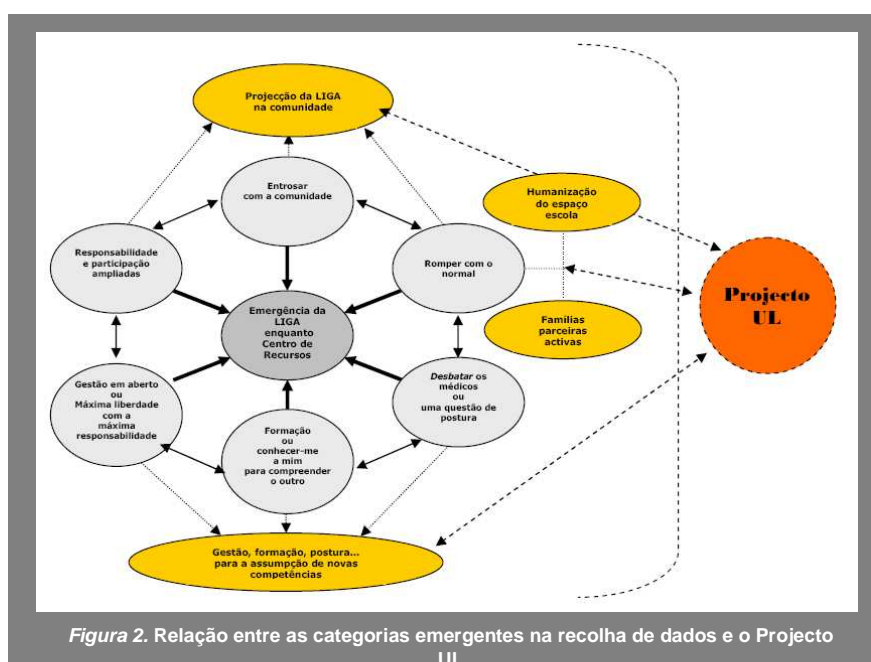 Projecção da LIGA
na comunidade
Entrosar
com a comunidade
Humanização
do espaço
escola
Responsabilidade
e participação
ampliadas
Romper com o
normal
Emergência da
LIGA
enquanto
Centro de
Recursos
Projecto
UL
Famílias
parceiras
activas
Gestão em aberto
ou
Máxima liberdade
com a
máxima
responsabilidade
Desbatar os
médicos
ou
uma questão de
postura
Formação
ou
conhecer-me
a mim
para compreender
o outro
Gestão, formação, postura...
para a assumpção de novas
competências
Figura 2. Relação entre as categorias emergentes na recolha de dados e o Projecto
UL